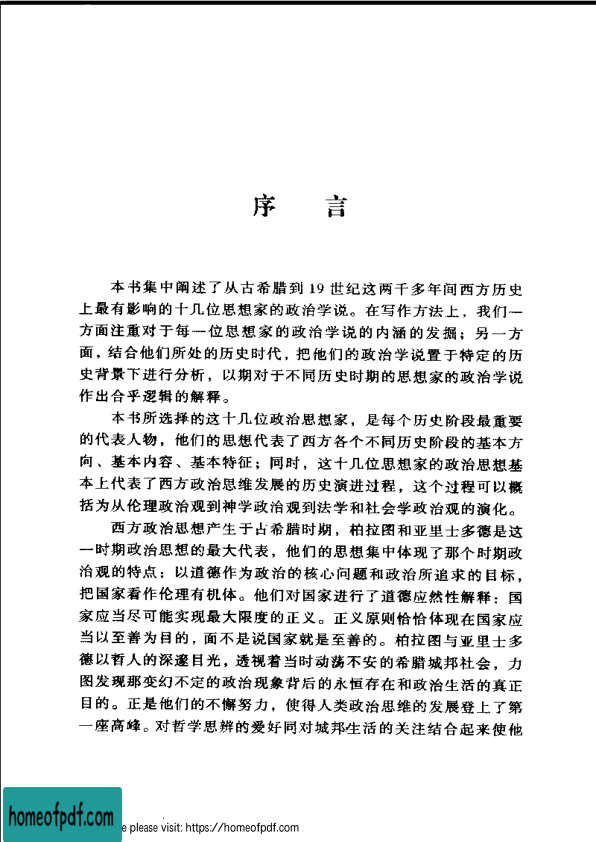 序 言
本书集中阐述了从古希腊到 19 世纪这两千多年间西方历史
上最有影响的十几位思想家的政治学说。在写作方法上，我们一
方面注重对于每一位思想家的政治学说的内涵的发掘；另一方
面，结合他们所处的历史时代，把他们的政治学说置于特定的历
史背景下进行分析，以期对于不同历史时期的思想家的政治学说
作出合乎逻辑的解释。
本书所选择的这十几位政治思想家，是每个历史阶段最重要
的代表人物，他们的思想代表了西方各个不同历史阶段的基本方
向、基本内容、基本特征；同时，这十几位思想家的政治思想基
本上代表了西方政治思维发展的历史演进过程，这个过程可以概
括为从伦理政治观到神学政治观到法学和社会学政治观的演化。
西方政治思想产生于古希腊时期，柏拉图和亚里士多德是这
一时期政治思想的最大代表，他们的思想集中体现了那个时期政
治观的特点：以道德作为政治的核心问题和政治所追求的目标，
把国家看作伦理有机体。他们对国家进行了道德应然性解释：国
家应当尽可能实现最大限度的正义。正义原则恰恰体现在国家应
当以至善为目的，而不是说国家就是至善的。柏拉图与亚里士多
德以哲人的深邃目光，透视着当时动荡不安的希腊城邦社会，力
图发现那变幻不定的政治现象背后的永恒存在和政治生活的真正
目的。正是他们的不懈努力，使得人类政治思维的发展登上了第
一座高峰。对哲学思辨的爱好同对城邦生活的关注结合起来使他
homeofpdf.com
e please visit: https://homeofpdf.com